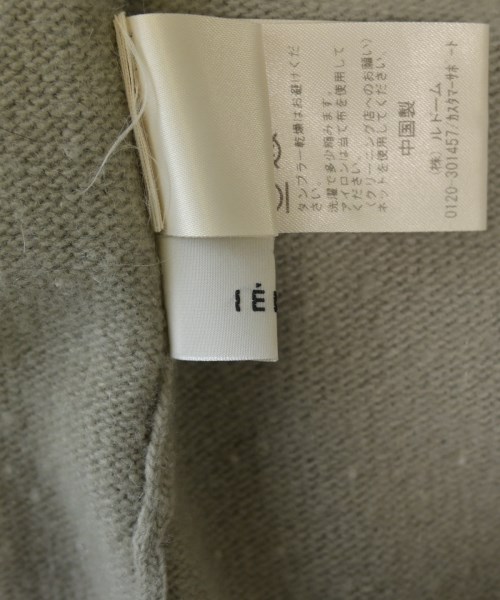 タンブラー乾燥はお避けくだ
さい。
洗濯で多少縮みます。
アイロンは当て布を使用して
ください。
(クリーニング店へのお願い)
ネットを使用してください。
中国製
(株)ルドーム
0120-301457/カスタマーサポート
IÉ